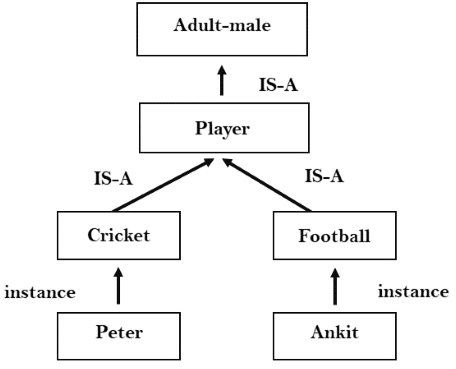 Adult-male
IS-A
Player
IS-A
IS-A
Cricket
Football
instance
instance
Peter
Ankit